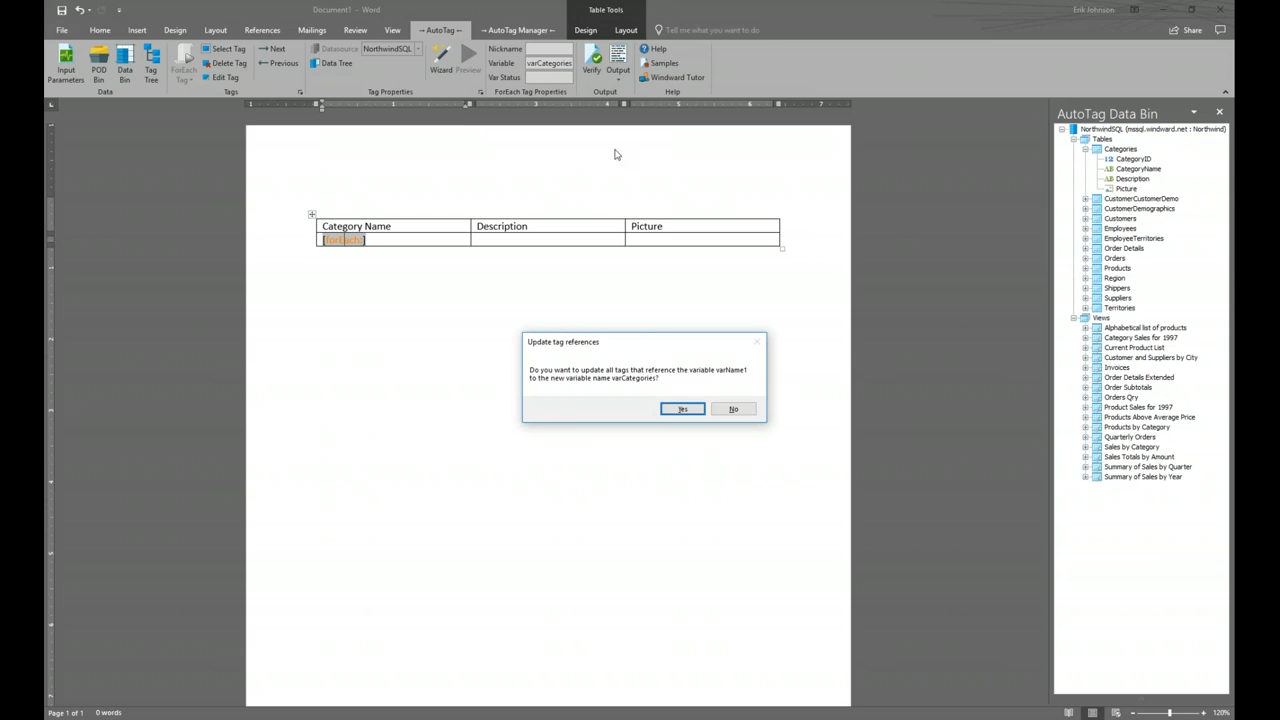 Document1 - Word
Table Tools
Erik Johnson
File Home Insert Design Layout References Mailings Review View → AutoTag ← → AutoTag Manager ← Design Layout Tell me what you want to do Share
Input Parameters
POD Bin
Data Bin
Tag Tree
Data
ForEach Tag
Select Tag
Delete Tag
Edit Tag
Next
Previous
Tags
Datasource NorthwindSQL
Data Tree
Tag Properties
Wizard
Preview
Nickname
Variable varCategories
Var Status
ForEach Tag Properties
Verify
Output
Output
Help
Samples
Windward Tutor
Help
AutoTag Data Bin
NorthwindSQL (mssql.windward.net : Northwind)
Tables
Categories
CategoryID
CategoryName
Description
Picture
CustomerCustomerDemo
CustomerDemographics
Customers
Employees
EmployeeTerritories
Order Details
Orders
Products
Region
Shippers
Suppliers
Territories
Views
Alphabetical list of products
Category Sales for 1997
Current Product List
Customer and Suppliers by City
Invoices
Order Details Extended
Order Subtotals
Orders Qry
Product Sales for 1997
Products Above Average Price
Products by Category
Quarterly Orders
Sales by Category
Sales Totals by Amount
Summary of Sales by Quarter
Summary of Sales by Year
Category Name Description Picture
[forEach:]
Update tag references
Do you want to update all tags that reference the variable varName1
to the new variable name varCategories?
Yes No
Page 1 of 1 0 words
120%